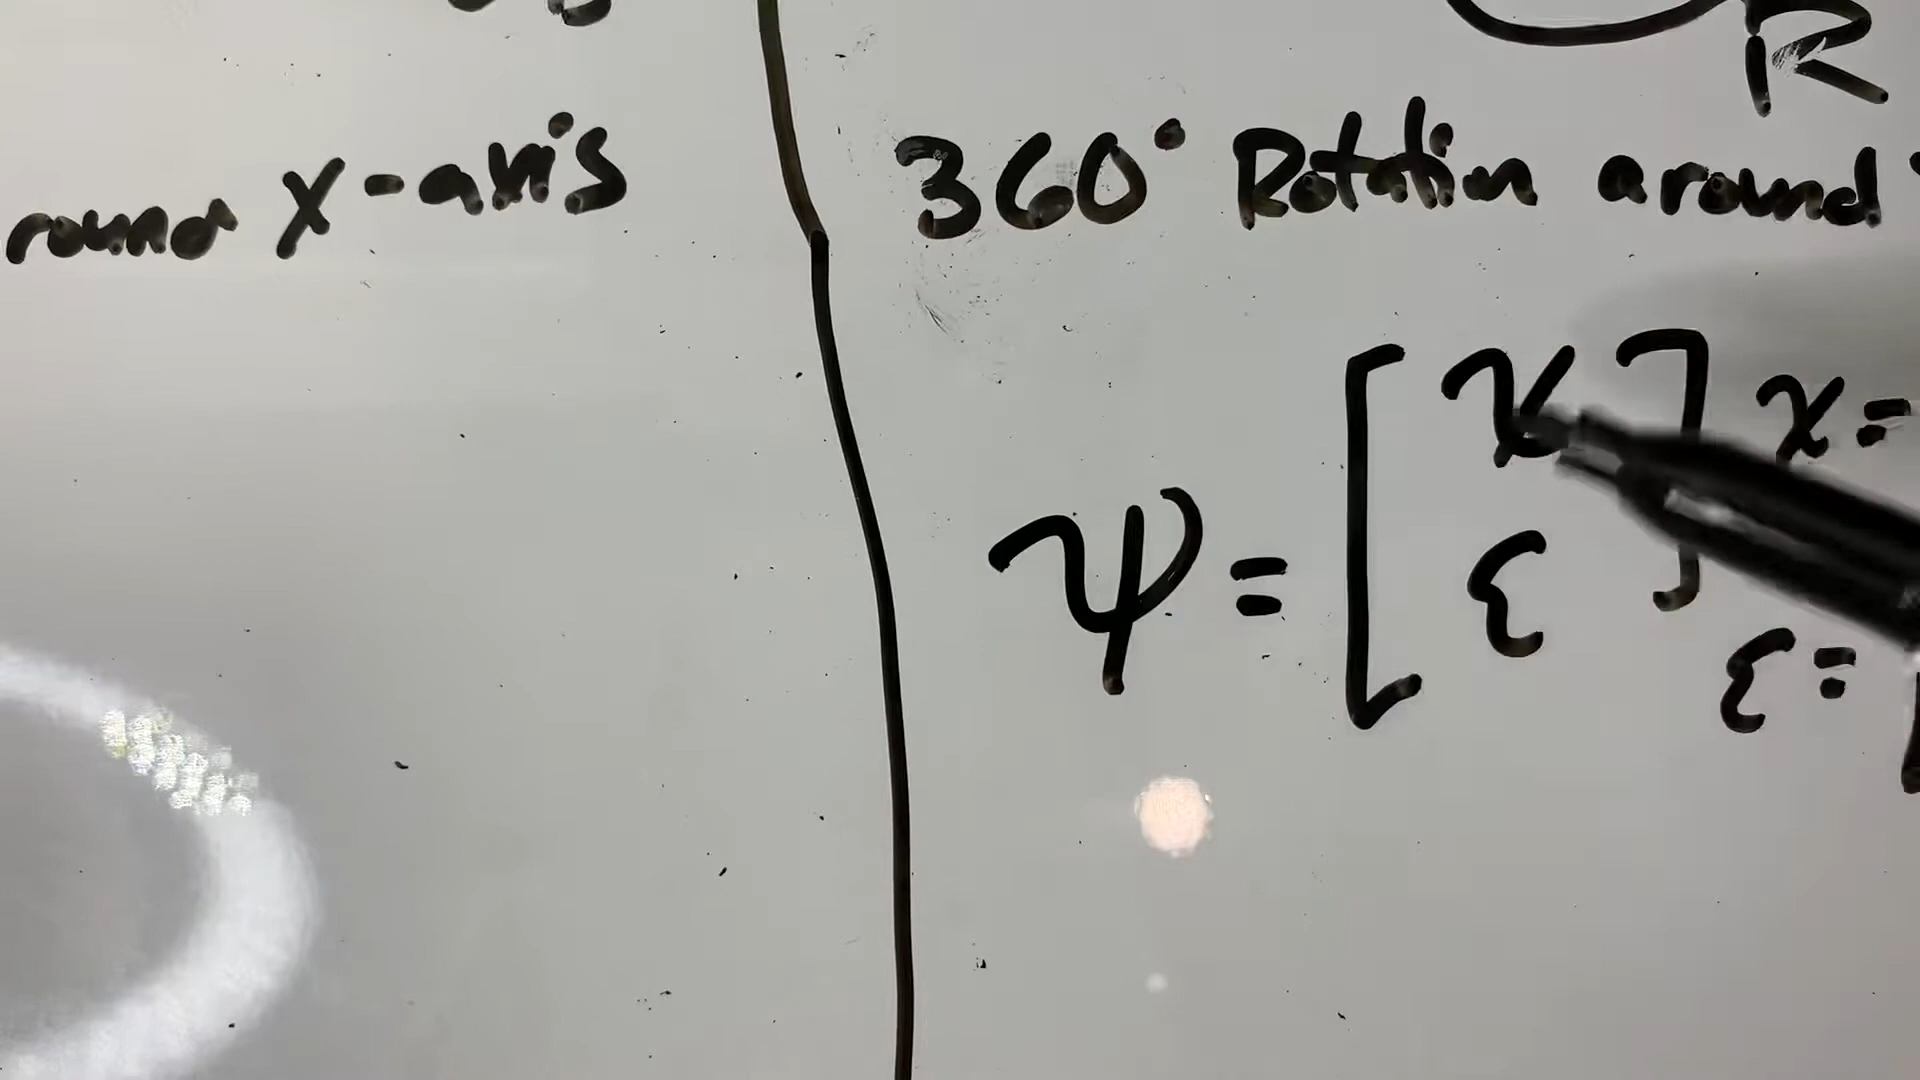 R
round X-axis
360° Rotation around
χ
χ=
ψ=
ε
ε=